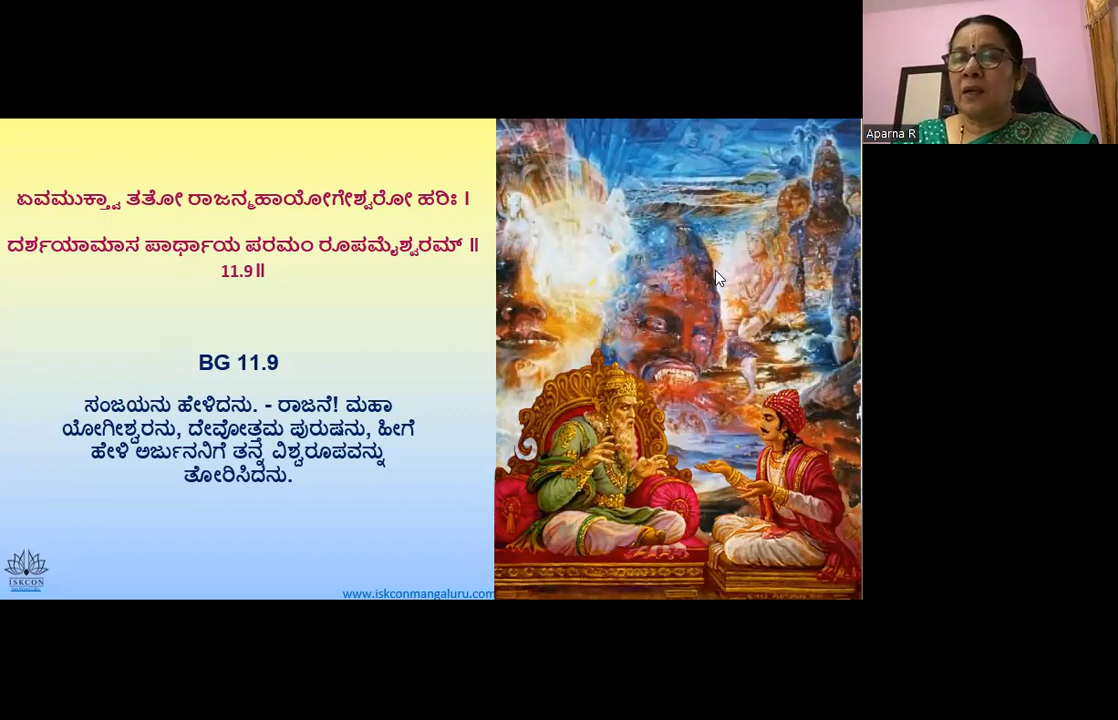 ಏವಮುಕ್ತ್ವಾ ತತೋ ರಾಜನ್ಮಹಾಯೋಗೇಶ್ವರೋ ಹರಿಃ ।
ದರ್ಶಯಾಮಾಸ ಪಾರ್ಥಾಯ ಪರಮಂ ರೂಪಮೈಶ್ವರಮ್ ॥
11.9॥
BG 11.9
ಸಂಜಯನು ಹೇಳಿದನು. - ರಾಜನೆ! ಮಹಾ
ಯೋಗೀಶ್ವರನು, ದೇವೋತ್ತಮ ಪುರುಷನು, ಹೀಗೆ
ಹೇಳಿ ಅರ್ಜುನನಿಗೆ ತನ್ನ ವಿಶ್ವರೂಪವನ್ನು
ತೋರಿಸಿದನು.
ISKCON
www.iskconmangaluru.com
Aparna R